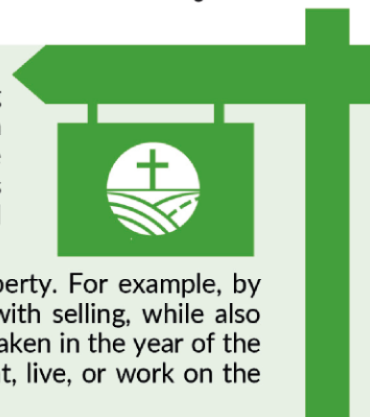 perty. For example, by
with selling, while also
aken in the year of the
t, live, or work on the